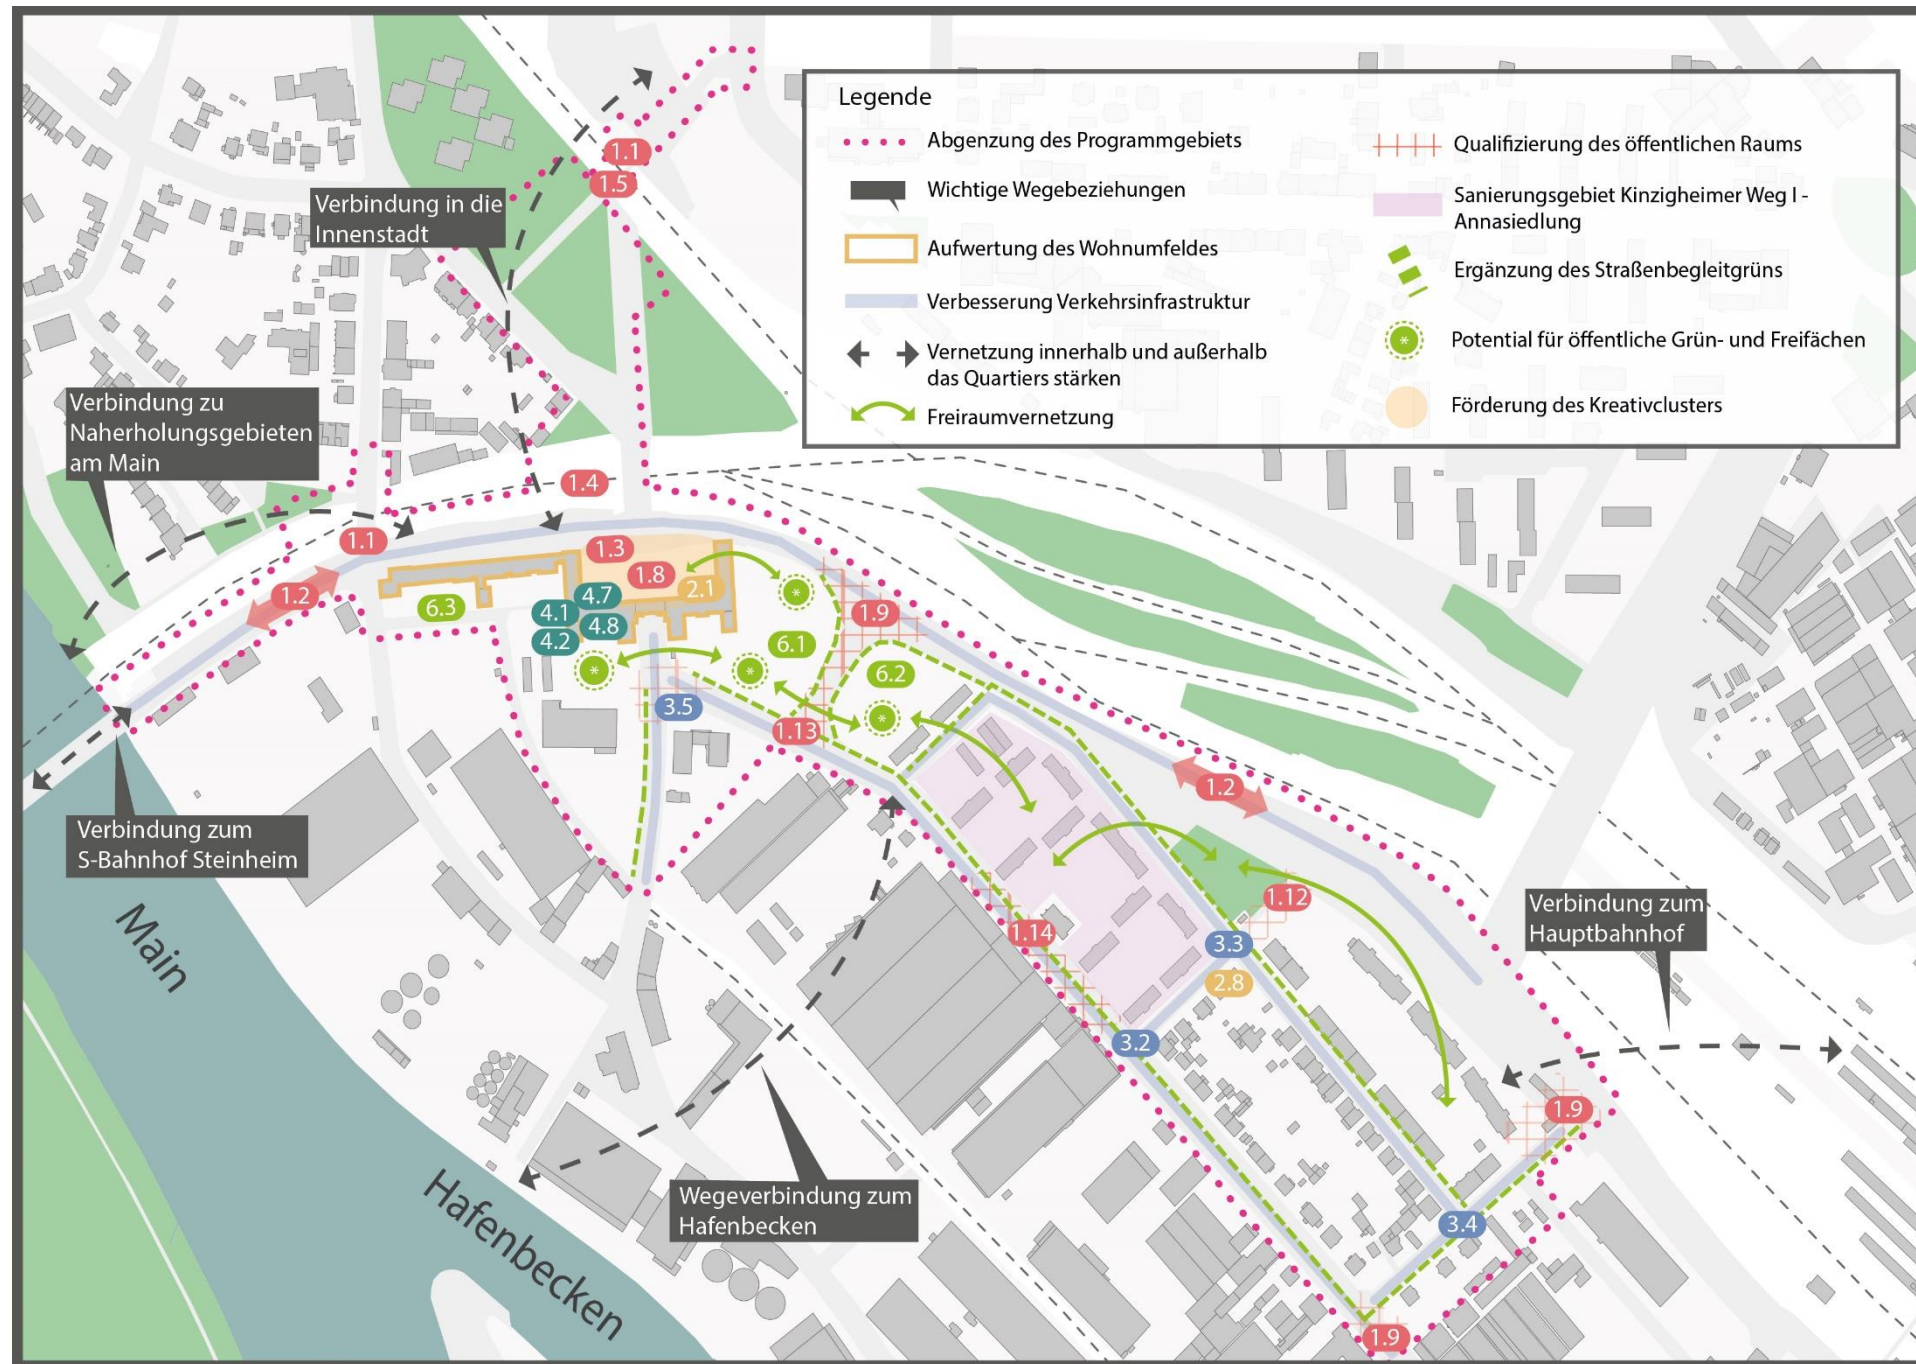 Legende
Abgenzung des Programmgebiets
Wichtige Wegebeziehungen
Aufwertung des Wohnumfeldes
Verbesserung Verkehrsinfrastruktur
Vernetzung innerhalb und außerhalb
das Quartiers stärken
Freiraumvernetzung
Qualifizierung des öffentlichen Raums
Sanierungsgebiet Kinzigheimer Weg I -
Annasiedlung
Ergänzung des Straßenbegleitgrüns
Potential für öffentliche Grün- und Freifächen
Förderung des Kreativclusters
1.1
1.5
Verbindung in die
Innenstadt
Verbindung zu
Naherholungsgebieten
am Main
1.4
1.1
1.2
1.3
1.8
2.1
6.3
4.7
4.1
4.8
4.2
1.9
6.1
6.2
3.5
1.13
1.2
Verbindung zum
S-Bahnhof Steinheim
Main
1.12
1.14
3.3
2.8
3.2
Verbindung zum
Hauptbahnhof
1.9
Wegeverbindung zum
Hafenbecken
Hafenbecken
3.4
1.9